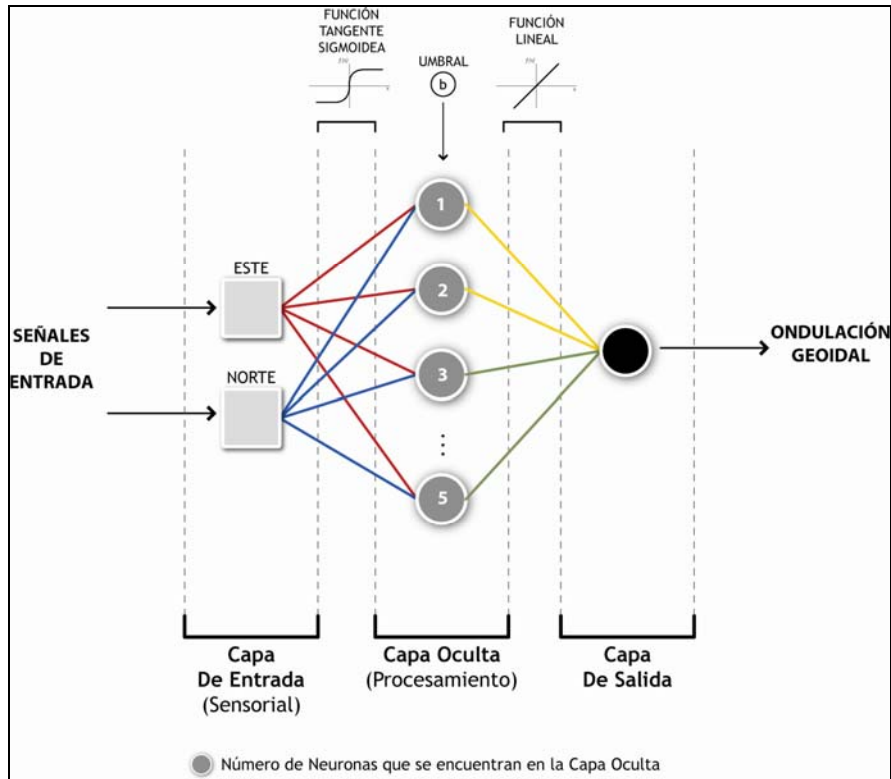 FUNCIÓN
TANGENTE
SIGMOIDEA
UMBRAL
b
FUNCIÓN
LINEAL
1
ESTE
2
SEÑALES
DE
ENTRADA
ONDULACIÓN
GEOIDAL
NORTE
3
...
5
Capa
De Entrada
(Sensorial)
Capa Oculta
(Procesamiento)
Capa
De Salida
Número de Neuronas que se encuentran en la Capa Oculta